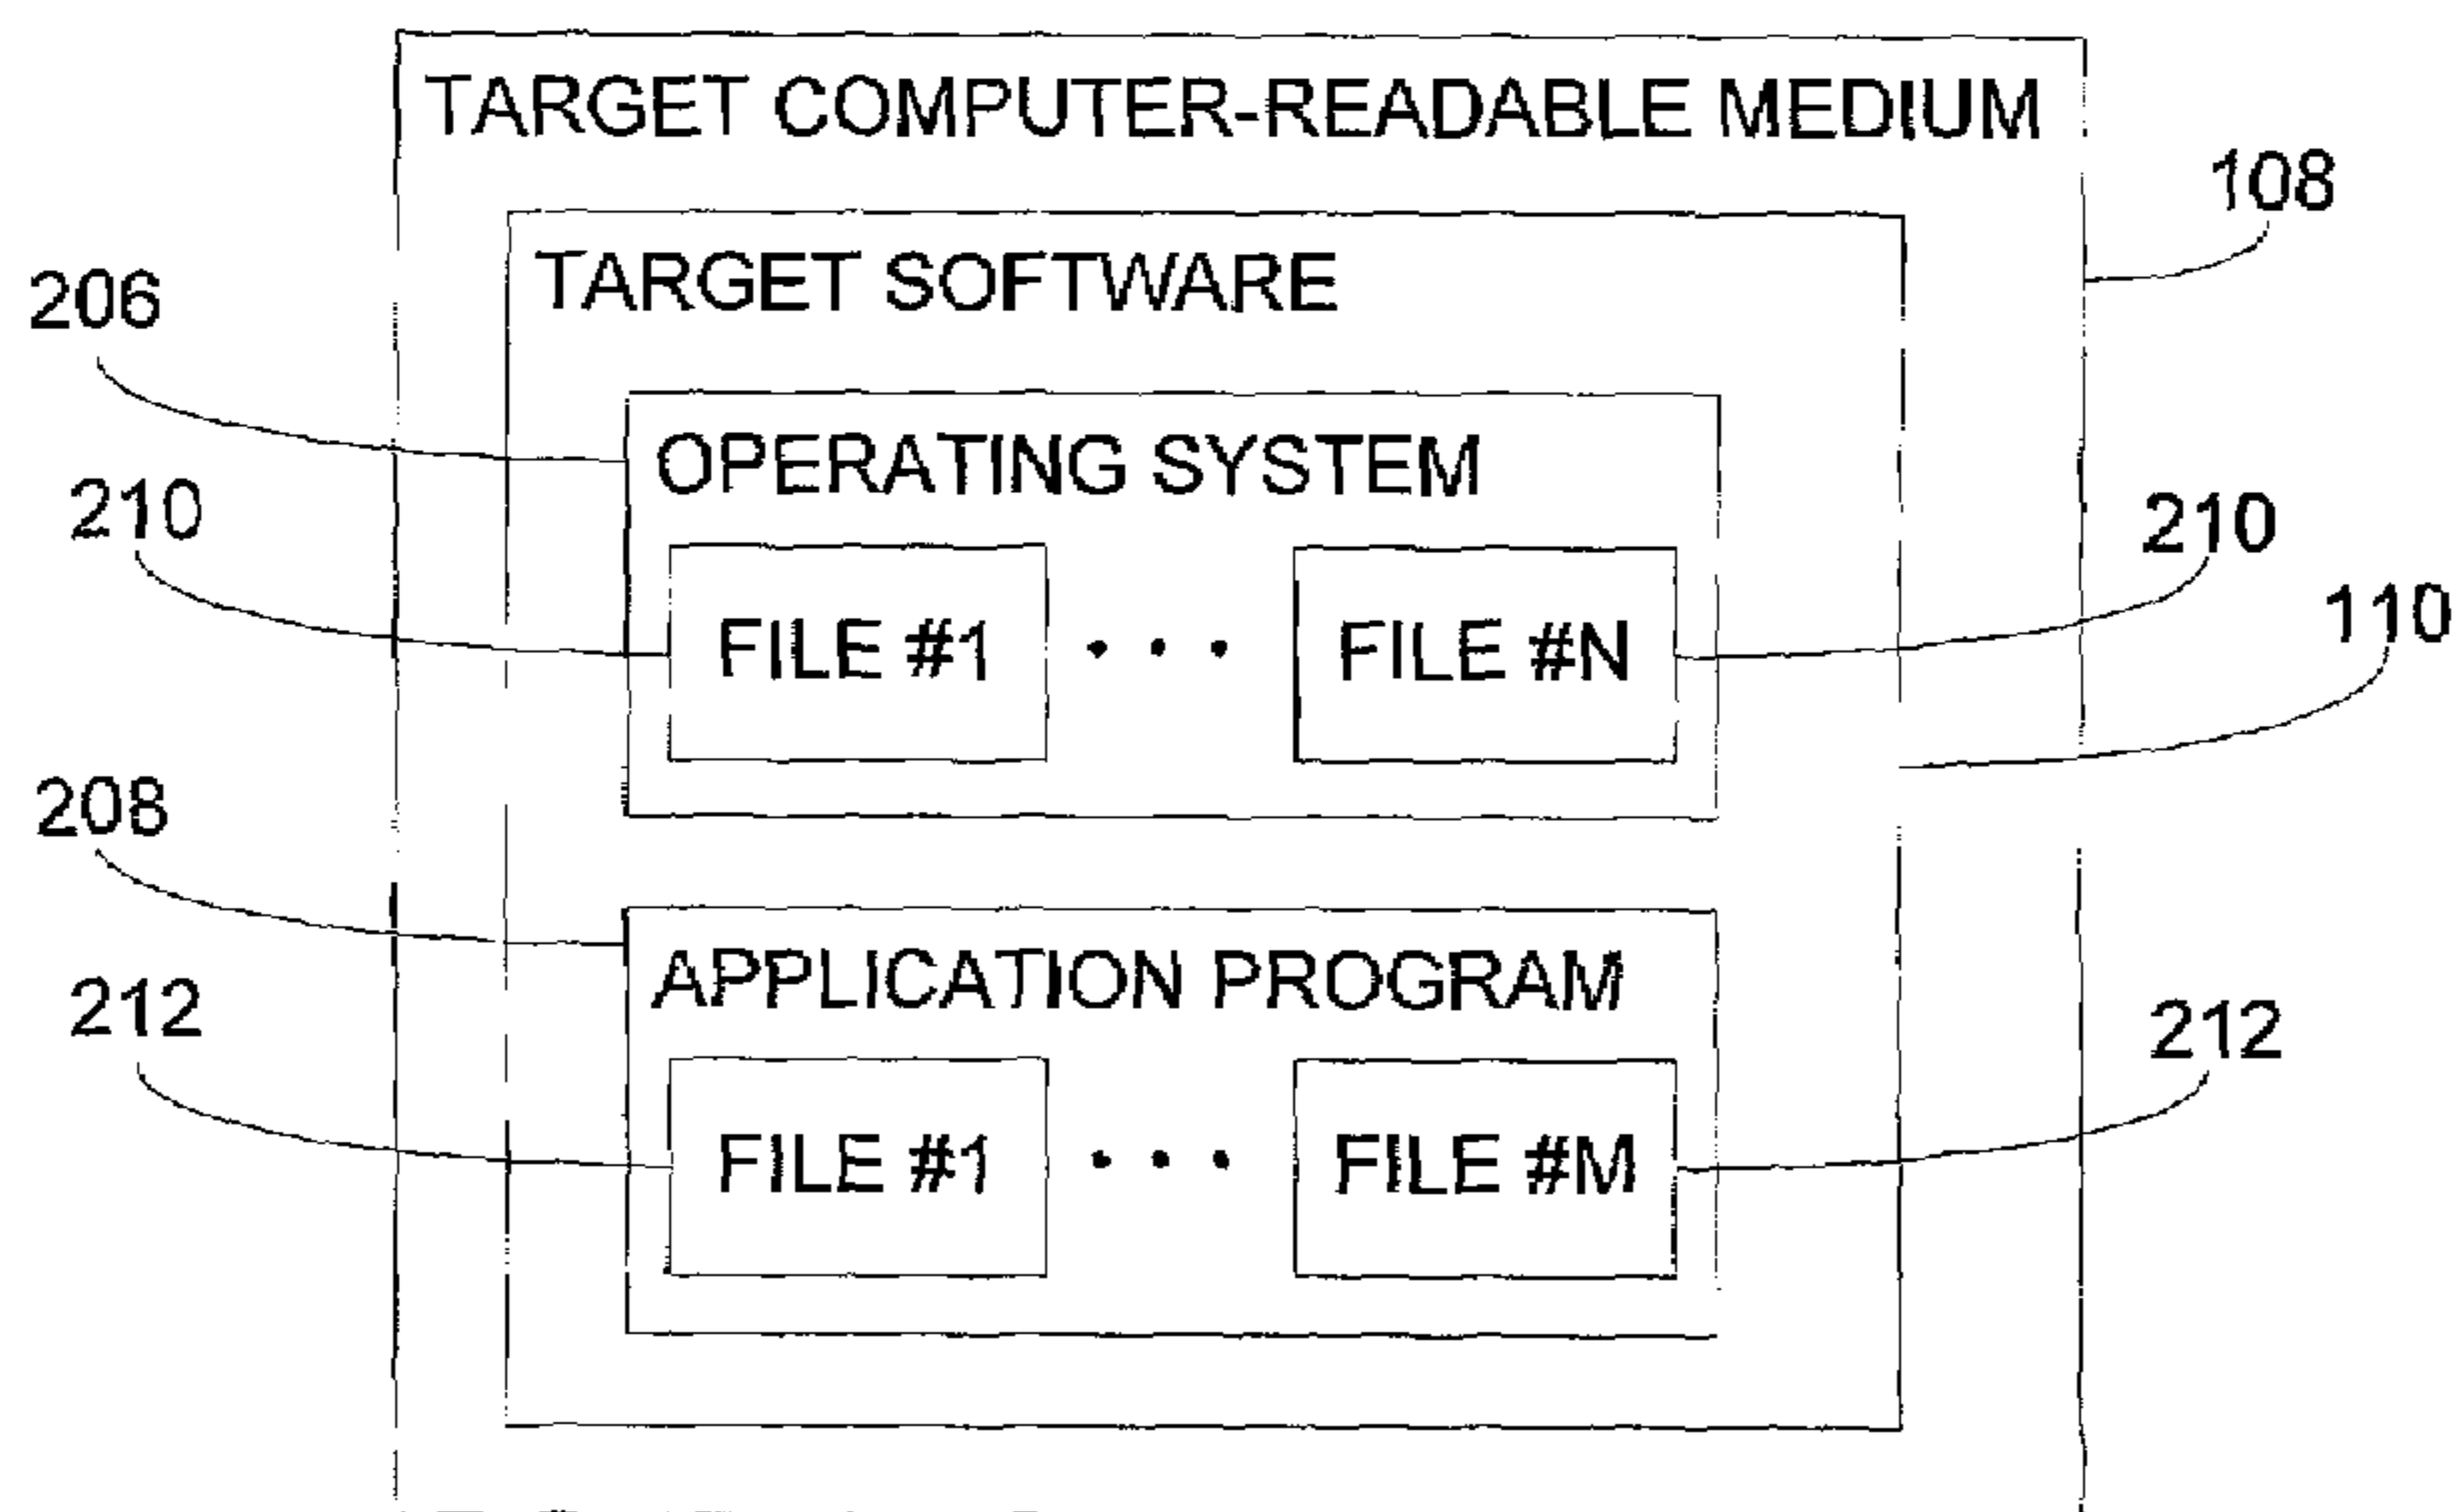 TARGET COMPUTER-READABLE MEDIUM
108
TARGET SOFTWARE
206
OPERATING SYSTEM
210
210
FILE #1 • • • FILE #N
110
208
APPLICATION PROGRAM
212
212
FILE #1 • • • FILE #M